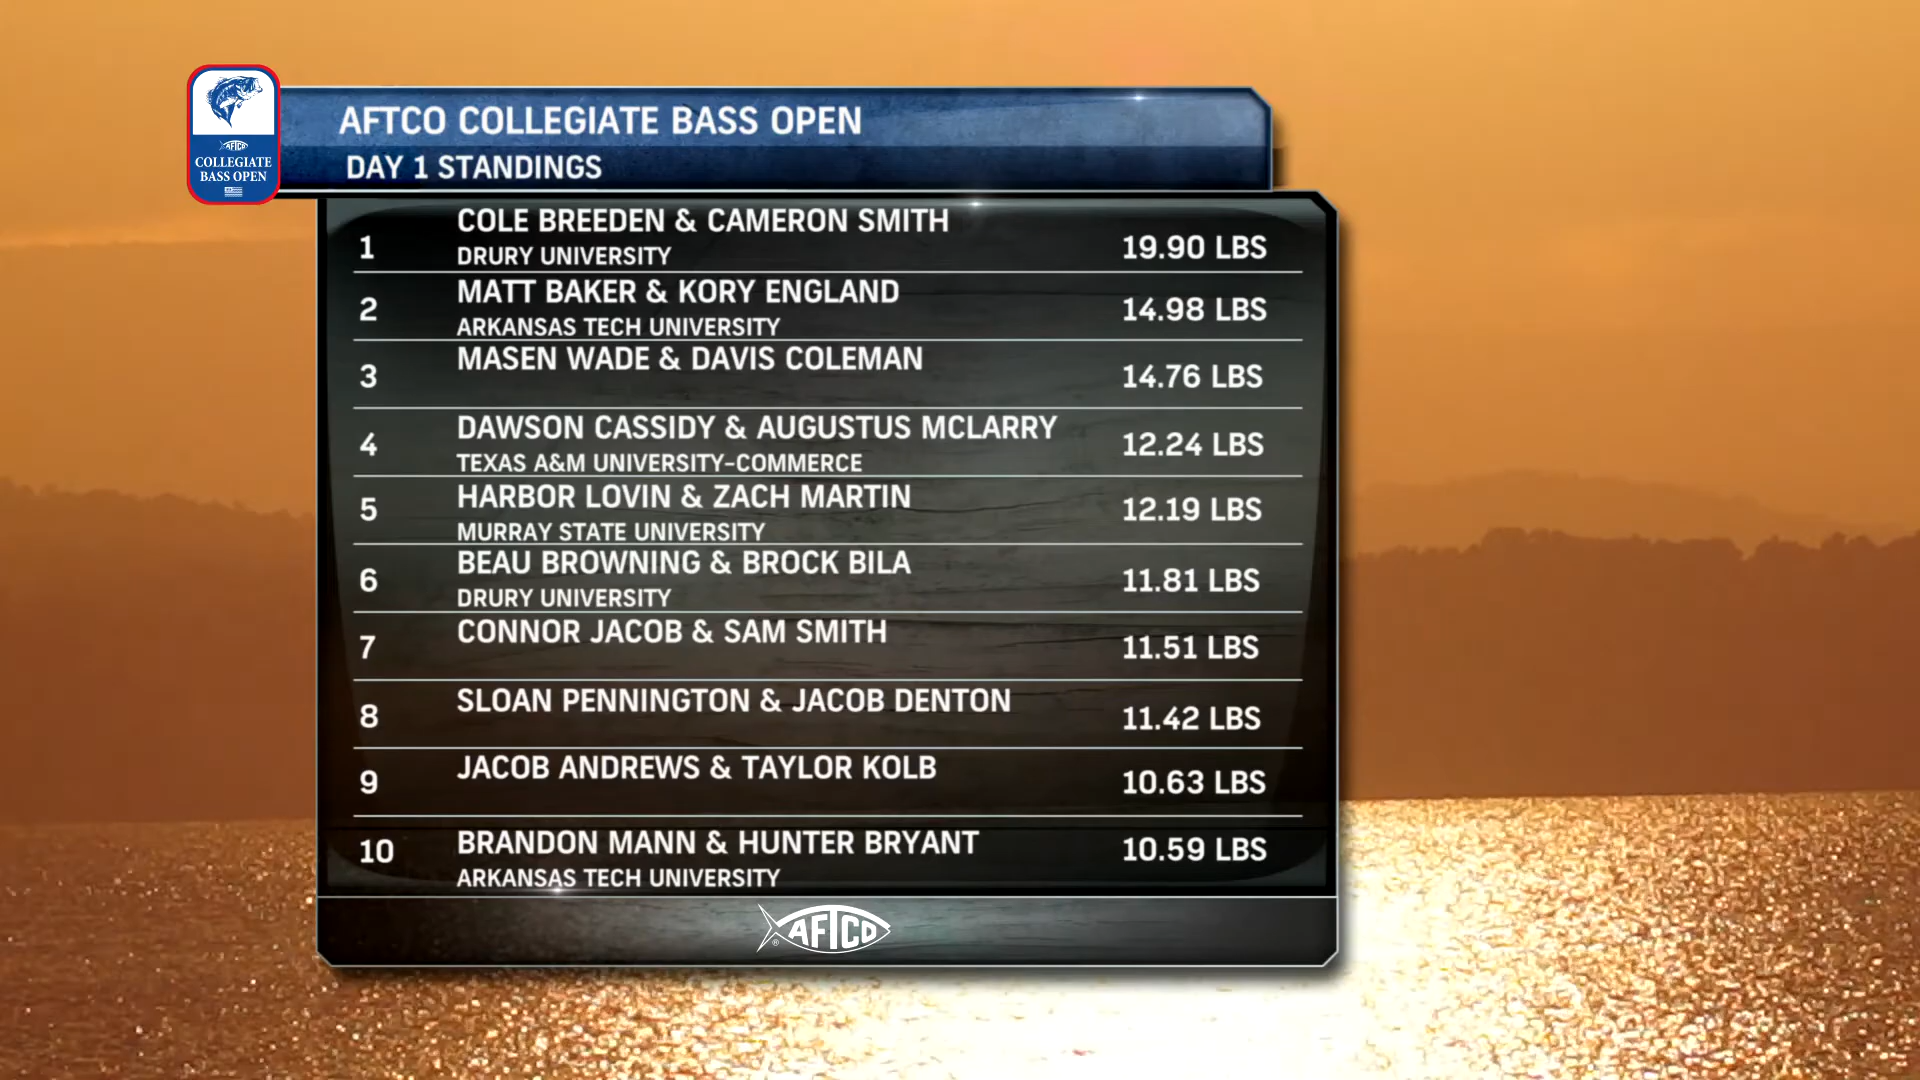 AFTCO COLLEGIATE BASS OPEN
DAY 1 STANDINGS
AFTCO
COLLEGIATE
BASS OPEN
1 COLE BREEDEN & CAMERON SMITH 19.90 LBS
DRURY UNIVERSITY
2 MATT BAKER & KORY ENGLAND 14.98 LBS
ARKANSAS TECH UNIVERSITY
3 MASEN WADE & DAVIS COLEMAN 14.76 LBS
4 DAWSON CASSIDY & AUGUSTUS MCLARRY 12.24 LBS
TEXAS A&M UNIVERSITY-COMMERCE
5 HARBOR LOVIN & ZACH MARTIN 12.19 LBS
MURRAY STATE UNIVERSITY
6 BEAU BROWNING & BROCK BILA 11.81 LBS
DRURY UNIVERSITY
7 CONNOR JACOB & SAM SMITH 11.51 LBS
8 SLOAN PENNINGTON & JACOB DENTON 11.42 LBS
9 JACOB ANDREWS & TAYLOR KOLB 10.63 LBS
10 BRANDON MANN & HUNTER BRYANT 10.59 LBS
ARKANSAS TECH UNIVERSITY
AFTCO®